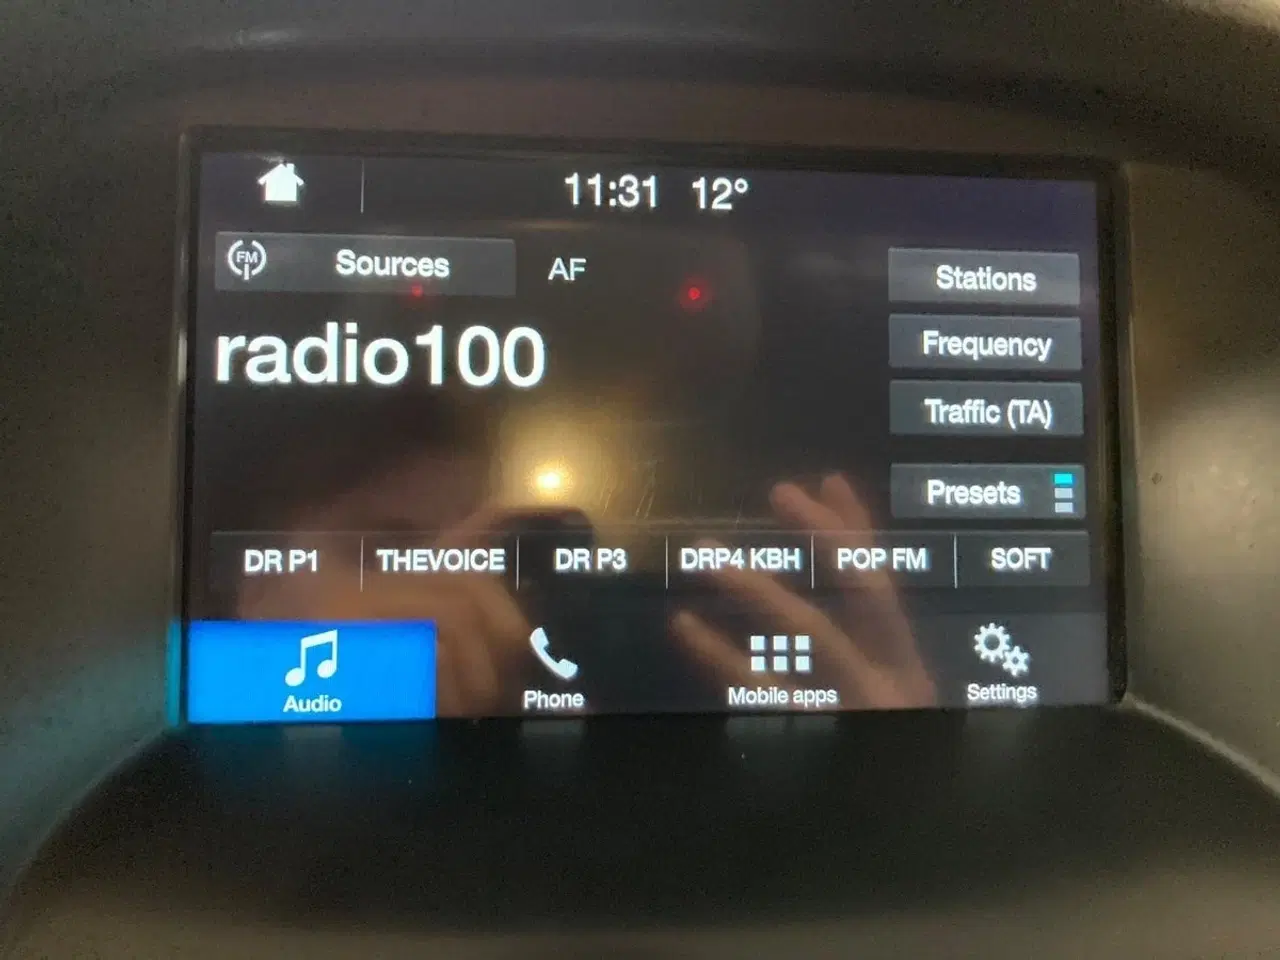 11:31 12°
FM Sources AF
Stations
radio100
Frequency
Traffic (TA)
Presets
DR P1 THEVOICE DR P3 DRP4 KBH POP FM SOFT
Audio Phone Mobile apps Settings